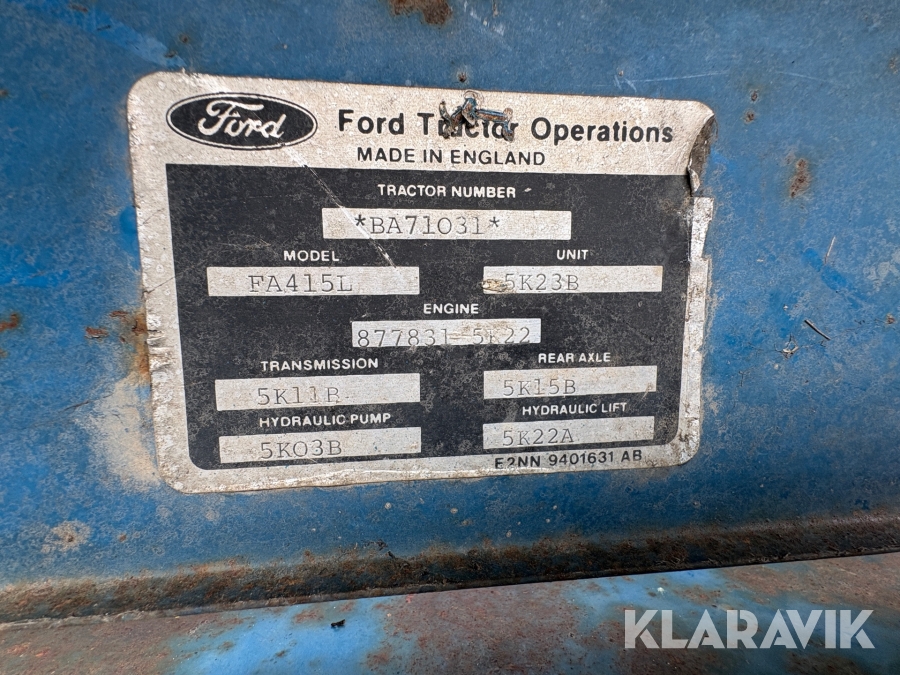 Ford Ford Tractor Operations
MADE IN ENGLAND
TRACTOR NUMBER
*BA71031*
MODEL UNIT
FA415L 5K23B
ENGINE
877831 5K22
TRANSMISSION REAR AXLE
5K11B 5K15B
HYDRAULIC PUMP HYDRAULIC LIFT
5K03B 5K22A
E2NN 9401631 AB
KLARAVIK